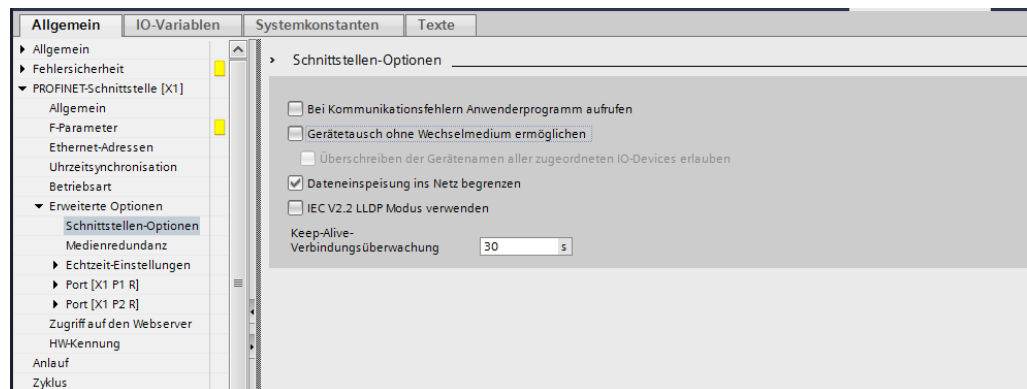 Allgemein
IO-Variablen
Systemkonstanten
Texte
Allgemein
Fehlersicherheit
PROFINET-Schnittstelle [X1]
Allgemein
F-Parameter
Ethernet-Adressen
Uhrzeitsynchronisation
Betriebsart
Erweiterte Optionen
Schnittstellen-Optionen
Medienredundanz
Echtzeit-Einstellungen
Port [X1 P1 R]
Port [X1 P2 R]
Zugriff auf den Webserver
HW-Kennung
Anlauf
Zyklus
Schnittstellen-Optionen
Bei Kommunikationsfehlern Anwenderprogramm aufrufen
Gerätetausch ohne Wechselmedium ermöglichen
Überschreiben der Gerätenamen aller zugeordneten IO-Devices erlauben
Dateneinspeisung ins Netz begrenzen
IEC V2.2 LLDP Modus verwenden
Keep-Alive-
Verbindungsüberwachung 30 s